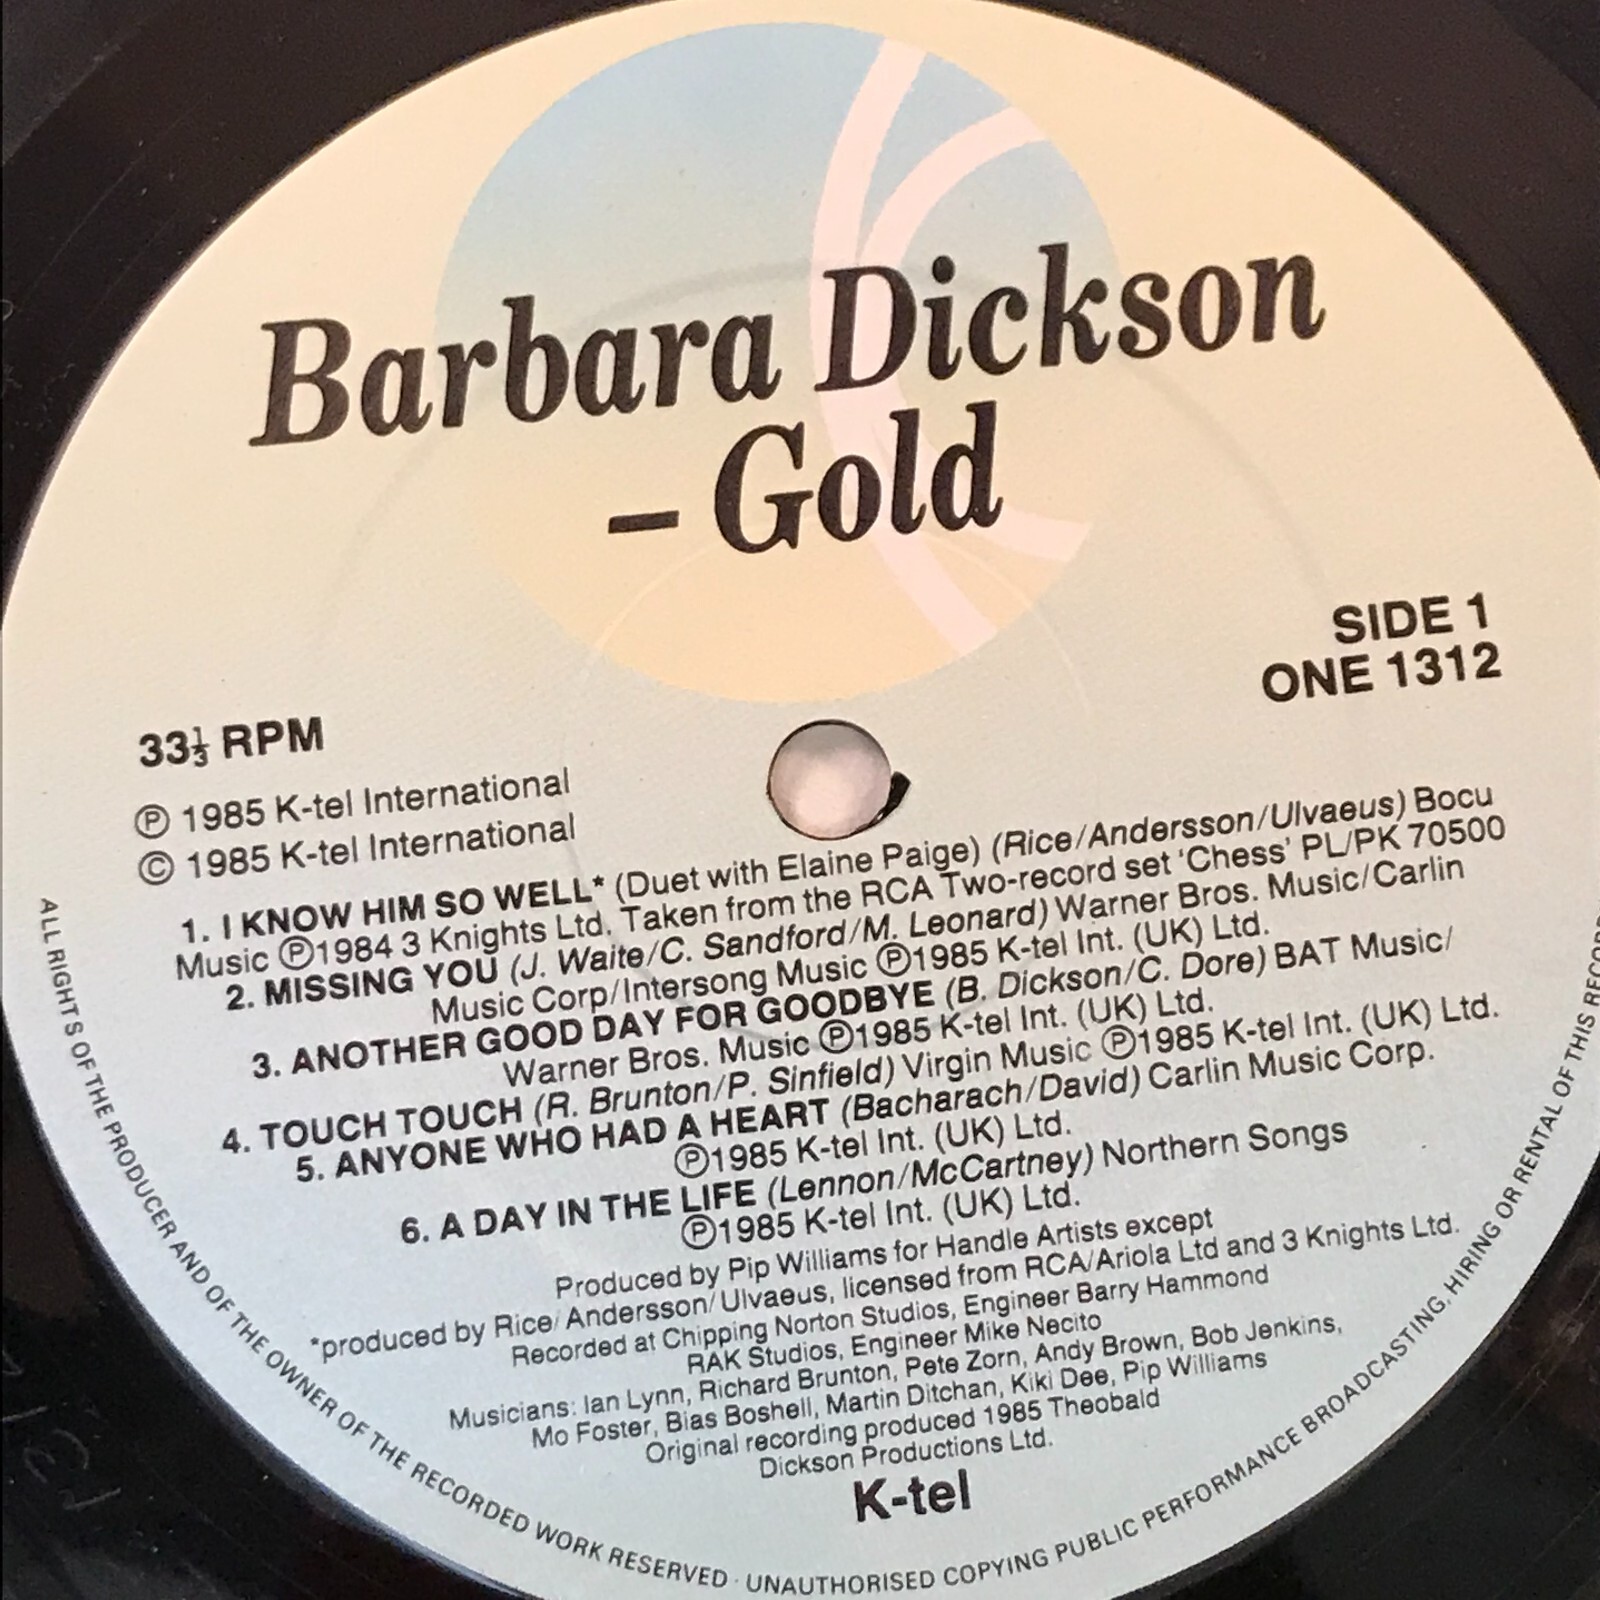 Barbara Dickson
– Gold
SIDE 1
ONE 1312
33⅓ RPM
Ⓟ 1985 K-tel International
© 1985 K-tel International
1. I KNOW HIM SO WELL* (Duet with Elaine Paige) (Rice/Andersson/Ulvaeus) Bocu
Music Ⓟ1984 3 Knights Ltd. Taken from the RCA Two-record set ‘Chess’ PL/PK 70500
2. MISSING YOU (J. Waite/C. Sandford/M. Leonard) Warner Bros. Music/Carlin
Music Corp/Intersong Music Ⓟ1985 K-tel Int. (UK) Ltd.
3. ANOTHER GOOD DAY FOR GOODBYE (B. Dickson/C. Dore) BAT Music/
Warner Bros. Music Ⓟ1985 K-tel Int. (UK) Ltd.
4. TOUCH TOUCH (R. Brunton/P. Sinfield) Virgin Music Ⓟ1985 K-tel Int. (UK) Ltd.
5. ANYONE WHO HAD A HEART (Bacharach/David) Carlin Music Corp.
Ⓟ1985 K-tel Int. (UK) Ltd.
6. A DAY IN THE LIFE (Lennon/McCartney) Northern Songs
Ⓟ1985 K-tel Int. (UK) Ltd.
Produced by Pip Williams for Handle Artists except
*produced by Rice/Andersson/Ulvaeus, licensed from RCA/Ariola Ltd and 3 Knights Ltd.
Recorded at Chipping Norton Studios, Engineer Barry Hammond
RAK Studios, Engineer Mike Necito
Musicians: Ian Lynn, Richard Brunton, Pete Zorn, Andy Brown, Bob Jenkins,
Mo Foster, Bias Boshell, Martin Ditchan, Kiki Dee, Pip Williams
Original recording produced 1985 Theobald
Dickson Productions Ltd.
K-tel
ALL RIGHTS OF THE PRODUCER AND OF THE OWNER OF THE RECORDED WORK RESERVED · UNAUTHORISED COPYING PUBLIC PERFORMANCE BROADCASTING, HIRING OR RENTAL OF THIS